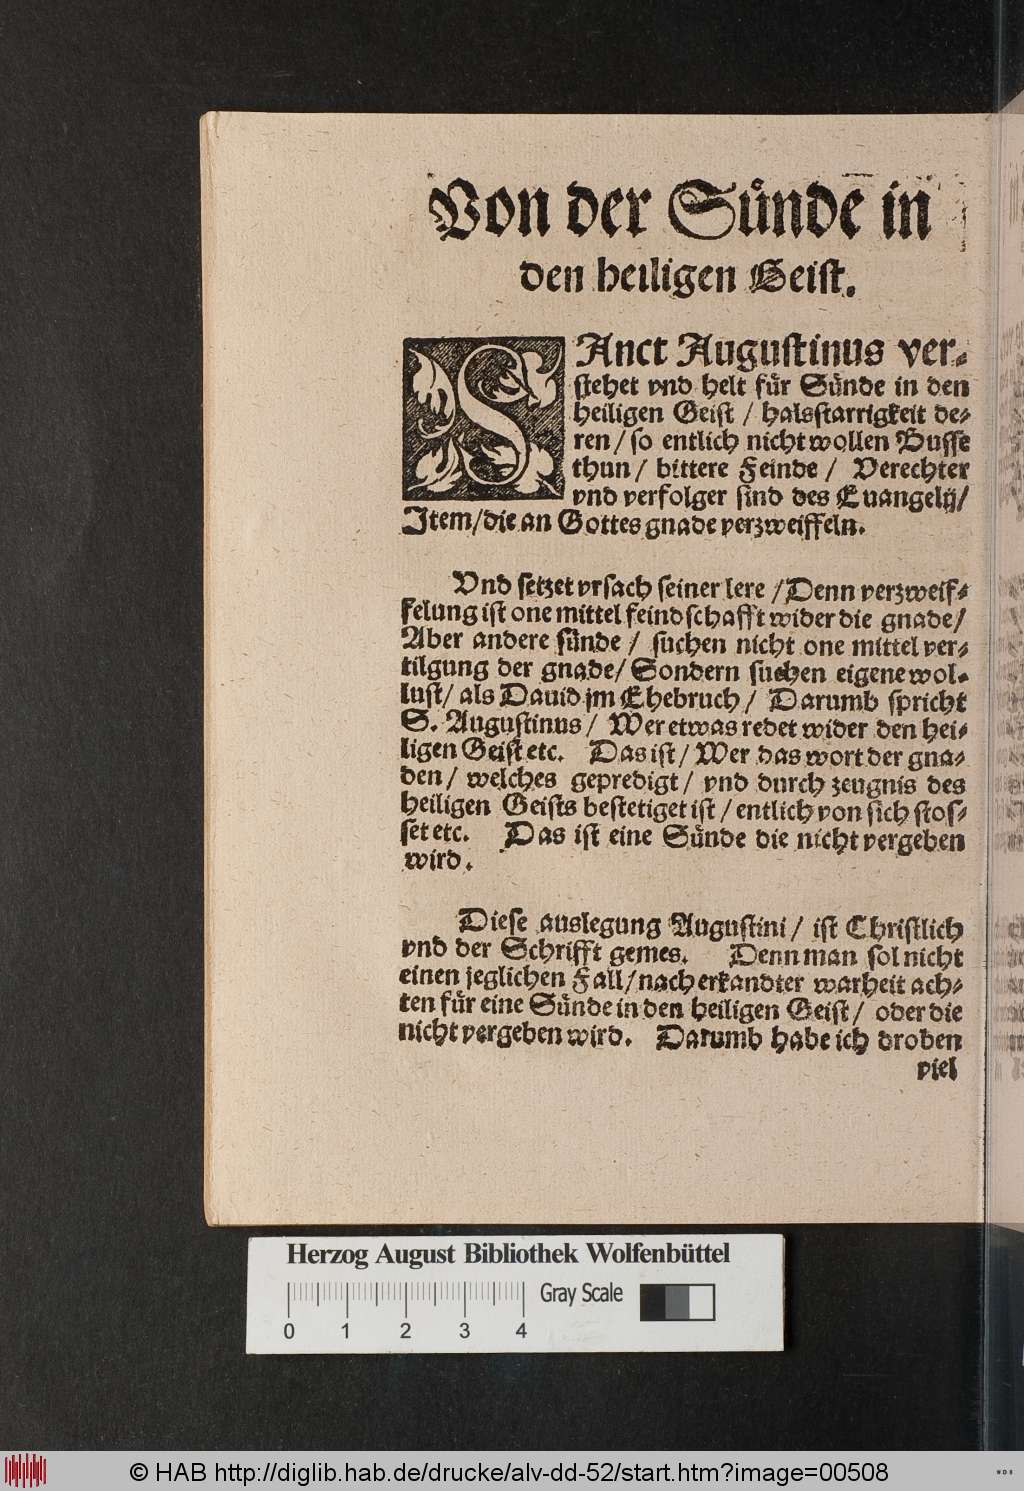 Von der Sünde in
den heiligen Geist.
SAnct Augustinus ver-
stehet vnd helt für Sünde in den
heiligen Geist / halsstarrigkeit de-
ren / so entlich nicht wollen Busse
thun / bittere Feinde / Verechter
vnd verfolger sind des Euangelij /
Item / die an Gottes gnade verzweiffeln.
Vnd setzet vrsach seiner lere / Denn verzweif-
felung ist one mittel feindschafft wider die gnade /
Aber andere sünde / suchen nicht one mittel ver-
tilgung der gnade / Sondern suchen eigene wol-
lust / als Dauid jm Ehebruch / Darumb spricht
S. Augustinus / Wer etwas redet wider den hei-
ligen Geist etc. Das ist / Wer das wort der gna-
den / welches gepredigt / vnd durch zeugnis des
heiligen Geists bestetiget ist / entlich von sich stos-
set etc. Das ist eine Sünde die nicht vergeben
wird.
Diese auslegung Augustini / ist Christlich
vnd der Schrifft gemes. Denn man sol nicht
einen jeglichen Fall / nach erkandter warheit ach-
ten für eine Sünde in den heiligen Geist / oder die
nicht vergeben wird. Darumb habe ich droben
viel
Herzog August Bibliothek Wolfenbüttel
Gray Scale
0 1 2 3 4
© HAB http://diglib.hab.de/drucke/alv-dd-52/start.htm?image=00508